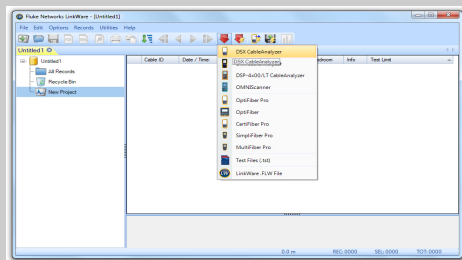 Fluke Networks LinkWare - [Untitled1]
File Edit Options Records Utilities Help
Untitled1
Untitled1
All Records
Recycle Bin
New Project
Cable ID Date / Time Info Test Limit
DSX CableAnalyzer
DSX CableAnalyzer
DSP-4x00/LT CableAnalyzer
OMNIScanner
OptiFiber Pro
OptiFiber
CertiFiber Pro
SimpliFiber Pro
MultiFiber Pro
Test Files (.tst)
LinkWare .FLW File
0.0 m REC: 0000 SEL: 0000 TOT:0000